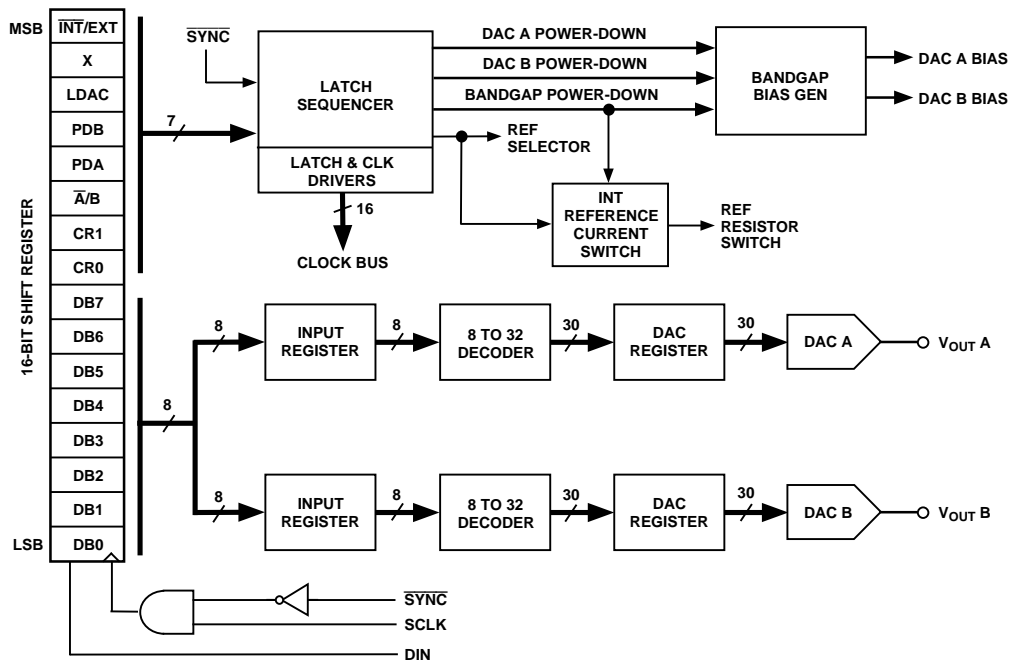 MSB
16-BIT SHIFT REGISTER
I̅N̅T̅/EXT
X
LDAC
PDB
PDA
A̅/B
CR1
CR0
DB7
DB6
DB5
DB4
DB3
DB2
DB1
LSB
DB0
7
S̅Y̅N̅C̅
LATCH
SEQUENCER
LATCH & CLK
DRIVERS
16
CLOCK BUS
DAC A POWER-DOWN
DAC B POWER-DOWN
BANDGAP POWER-DOWN
REF
SELECTOR
BANDGAP
BIAS GEN
DAC A BIAS
DAC B BIAS
INT
REFERENCE
CURRENT
SWITCH
REF
RESISTOR
SWITCH
8
8
INPUT
REGISTER
8
8 TO 32
DECODER
30
DAC
REGISTER
30
DAC A
VOUT A
8
INPUT
REGISTER
8
8 TO 32
DECODER
30
DAC
REGISTER
30
DAC B
VOUT B
S̅Y̅N̅C̅
SCLK
DIN